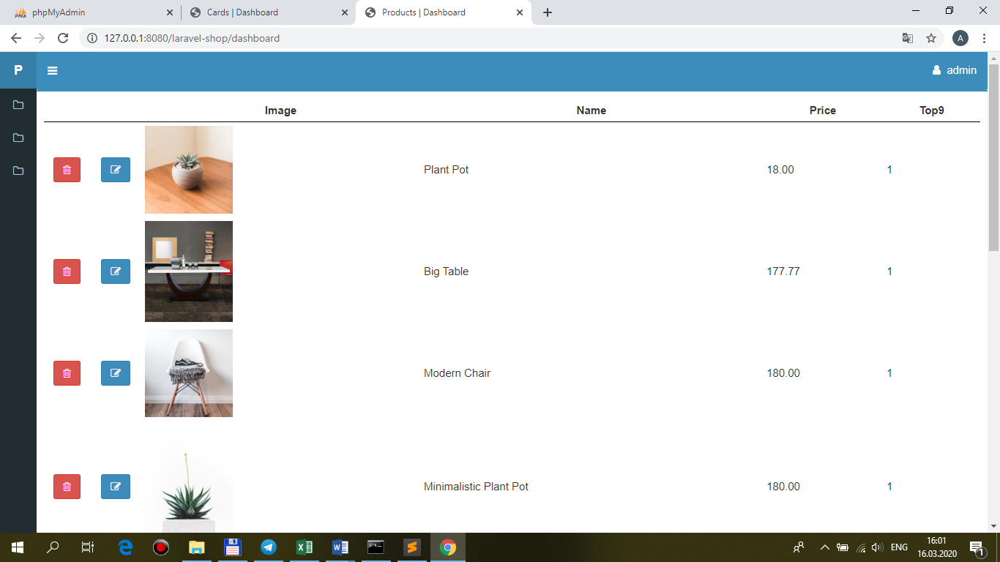 phpMyAdmin
Cards | Dashboard
Products | Dashboard
127.0.0.1:8080/laravel-shop/dashboard
A
P
admin
Image Name Price Top9
Plant Pot 18.00 1
Big Table 177.77 1
Modern Chair 180.00 1
Minimalistic Plant Pot 180.00 1
ENG
16:01
16.03.2020
1